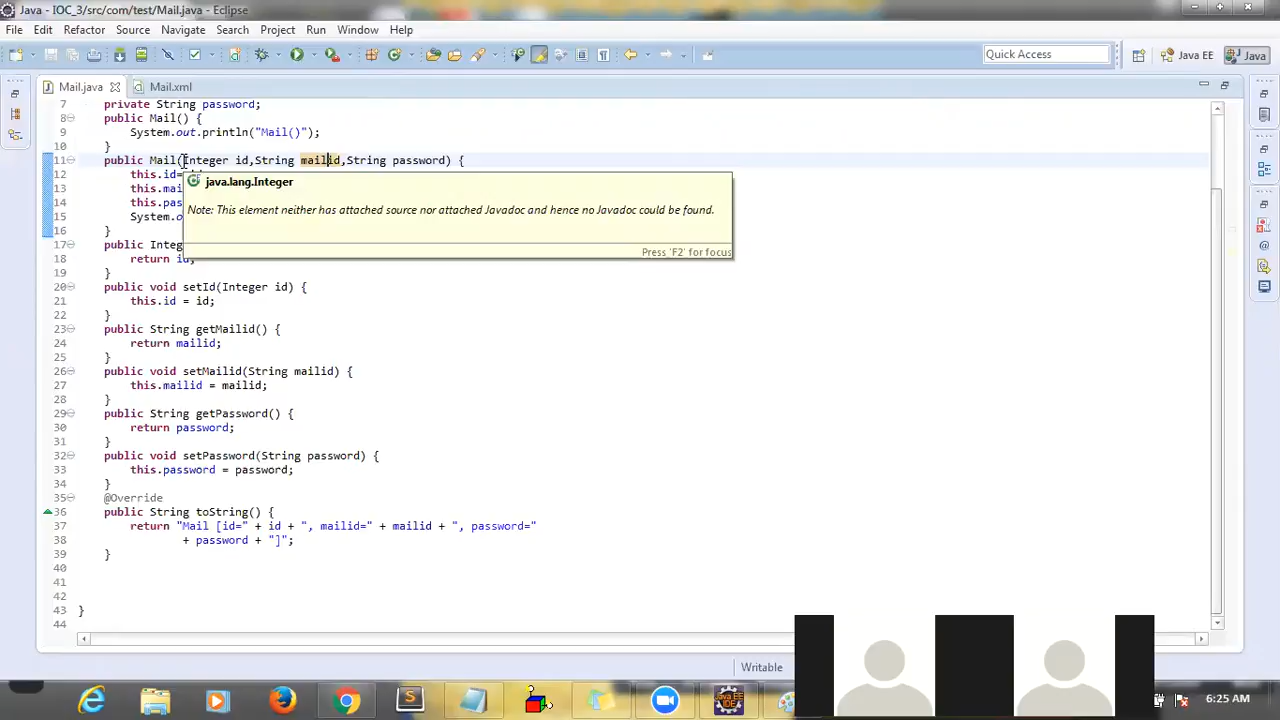 Java - IOC_3/src/com/test/Mail.java - Eclipse
File Edit Refactor Source Navigate Search Project Run Window Help
Quick Access
Java EE
Java
Mail.java
Mail.xml
7 private String password;
8 public Mail() {
9 System.out.println("Mail()");
10 }
11 public Mail(Integer id,String mailid,String password) {
12 this.id=
13 this.mai
14 this.pas
15 System.o
16 }
java.lang.Integer
Note: This element neither has attached source nor attached Javadoc and hence no Javadoc could be found.
Press 'F2' for focus
17 public Integ
18 return id;
19 }
20 public void setId(Integer id) {
21 this.id = id;
22 }
23 public String getMailid() {
24 return mailid;
25 }
26 public void setMailid(String mailid) {
27 this.mailid = mailid;
28 }
29 public String getPassword() {
30 return password;
31 }
32 public void setPassword(String password) {
33 this.password = password;
34 }
35 @Override
36 public String toString() {
37 return "Mail [id=" + id + ", mailid=" + mailid + ", password="
38 + password + "]";
39 }
40
41
42
43 }
44
Writable
6:25 AM